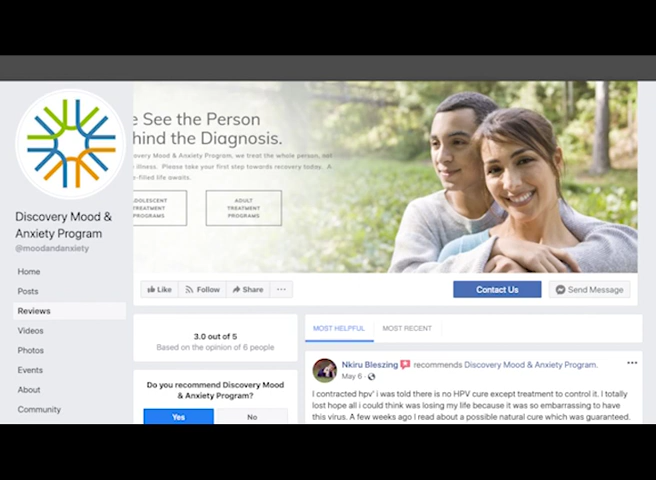 e See the Person
hind the Diagnosis.
overy Mood & Anxiety Program, we treat the whole person, not
illness. Please take your first step towards recovery today. A
e-filled life awaits.
DOLESCENT
TREATMENT
PROGRAMS
ADULT
TREATMENT
PROGRAMS
Discovery Mood &
Anxiety Program
@moodandanxiety
Home
Posts
Reviews
Videos
Photos
Events
About
Community
Like
Follow
Share
Contact Us
Send Message
3.0 out of 5
Based on the opinion of 6 people
Do you recommend Discovery Mood
& Anxiety Program?
Yes
No
MOST HELPFUL
MOST RECENT
Nkiru Bleszing recommends Discovery Mood & Anxiety Program.
May 6 ·
I contracted hpv' i was told there is no HPV cure except treatment to control it. I totally
lost hope all i could think was losing my life because it was so embarrassing to have
this virus. A few weeks ago I read about a possible natural cure which was guaranteed.